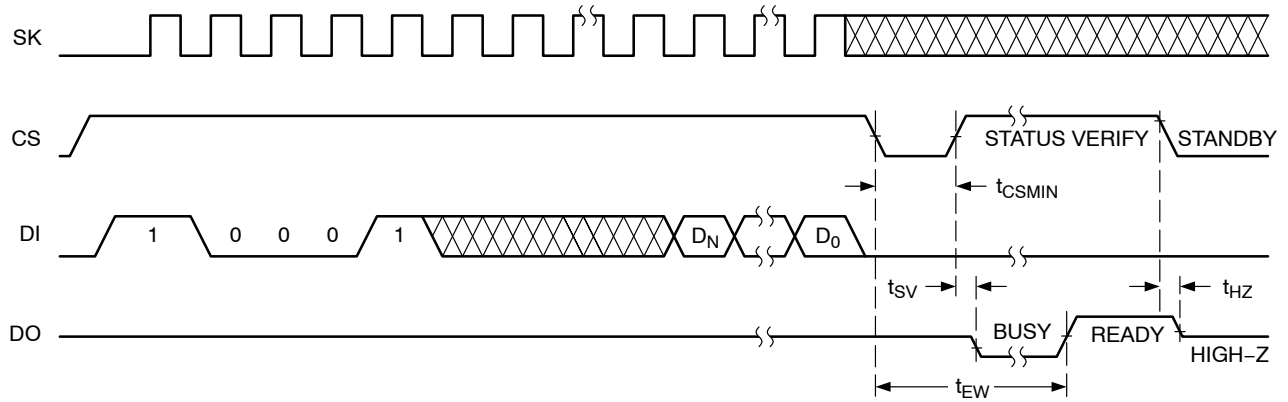 SK
CS
STATUS VERIFY
STANDBY
tCSMIN
DI
1
0
0
0
1
DN
D0
tSV
tHZ
DO
BUSY
READY
HIGH–Z
tEW